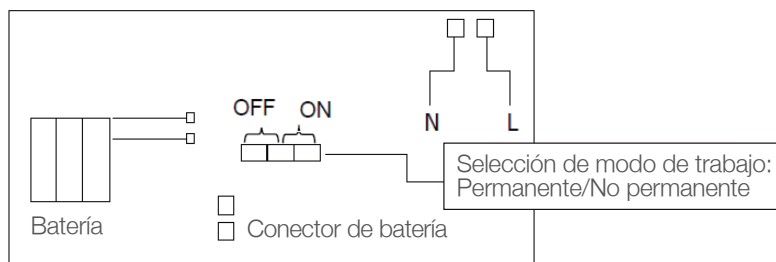 OFF ON
N L
Selección de modo de trabajo:
Permanente/No permanente
Batería
Conector de batería